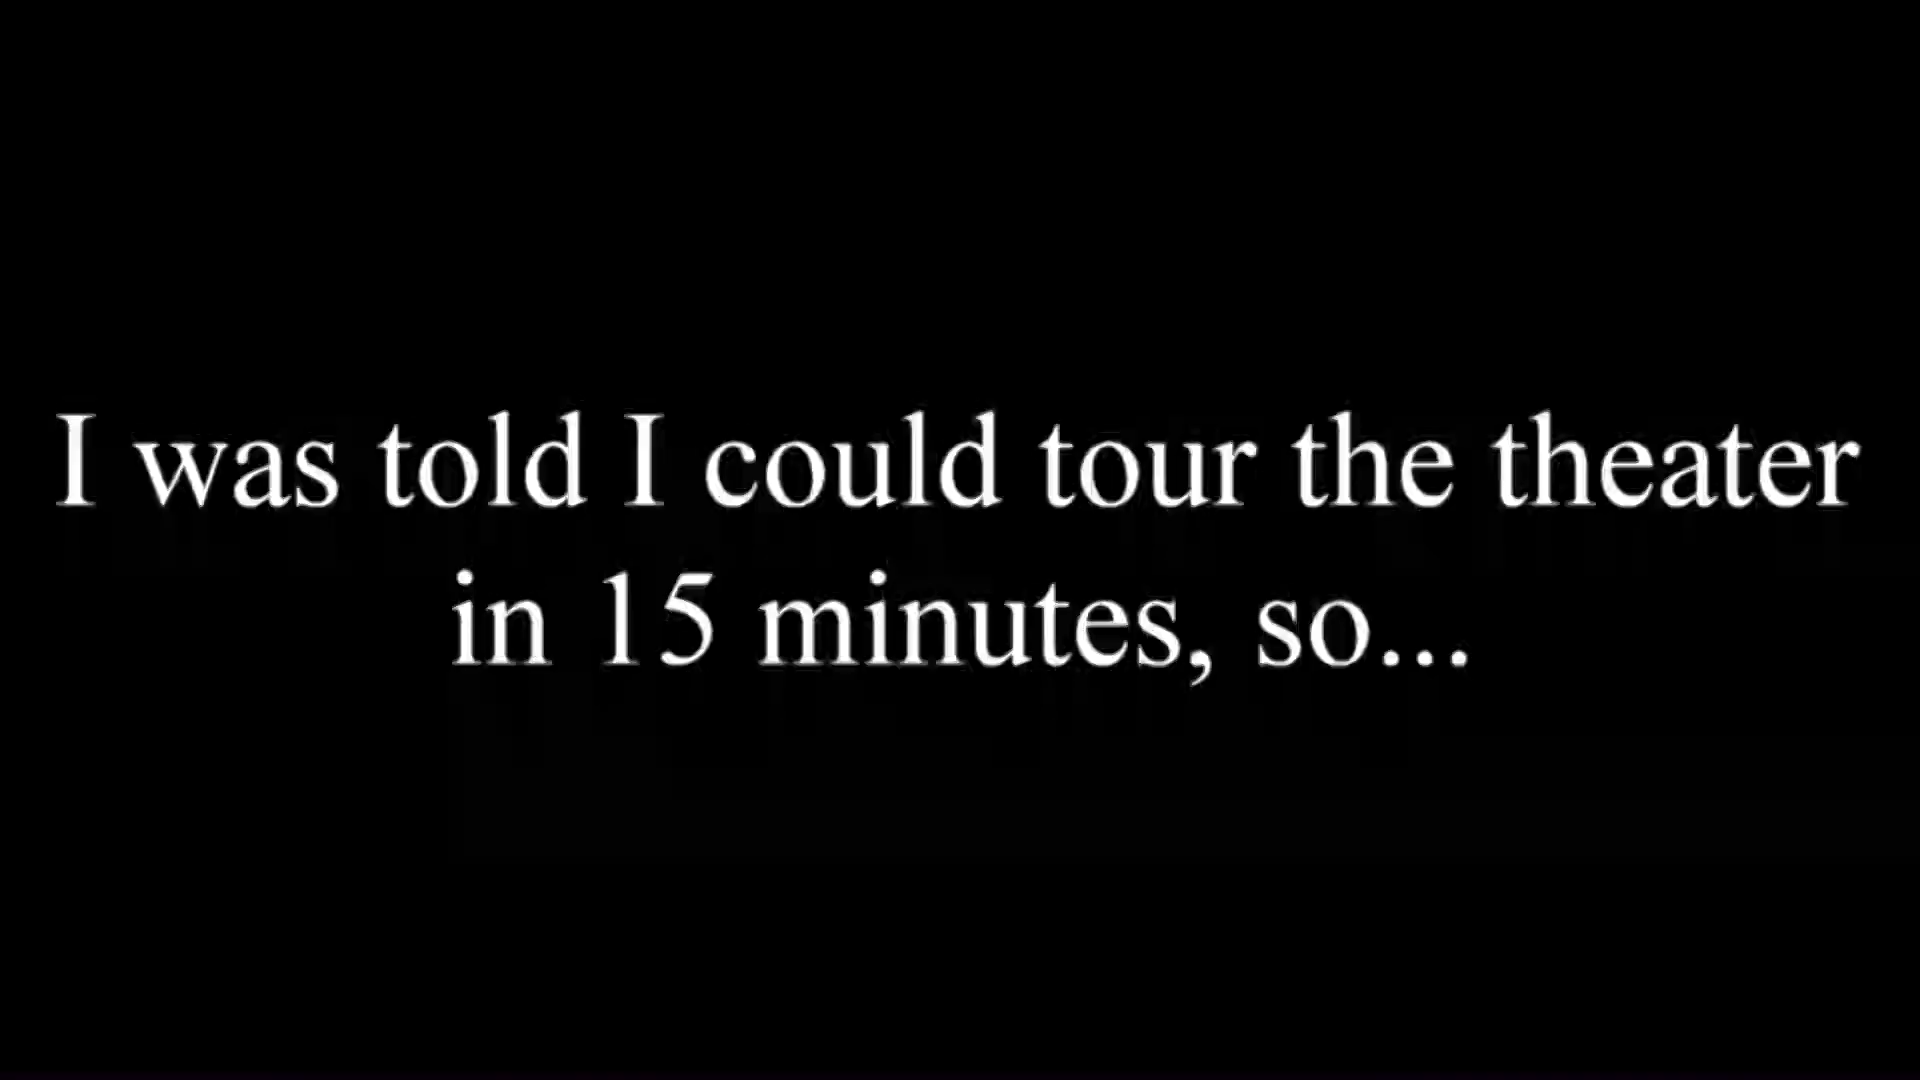 I was told I could tour the theater
in 15 minutes, so...